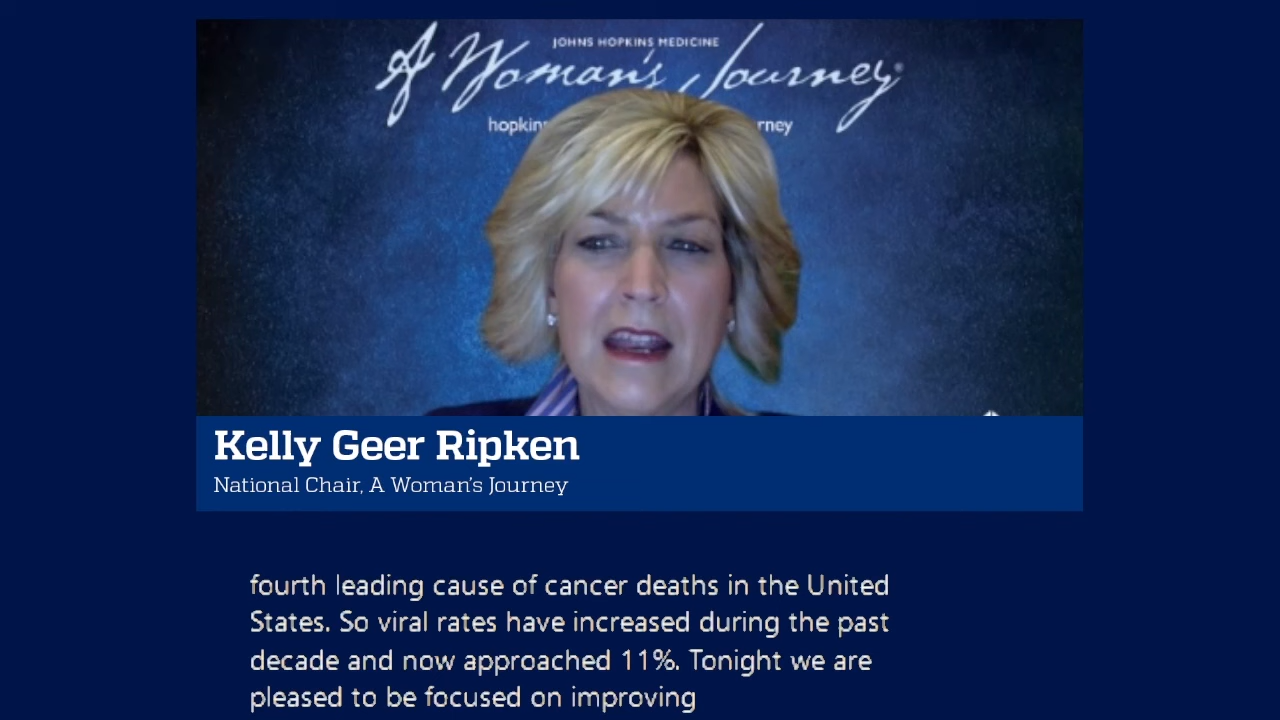 JOHNS HOPKINS MEDICINE
A Woman's Journey®
hopkin rney
Kelly Geer Ripken
National Chair, A Woman's Journey
fourth leading cause of cancer deaths in the United
States. So viral rates have increased during the past
decade and now approached 11%. Tonight we are
pleased to be focused on improving